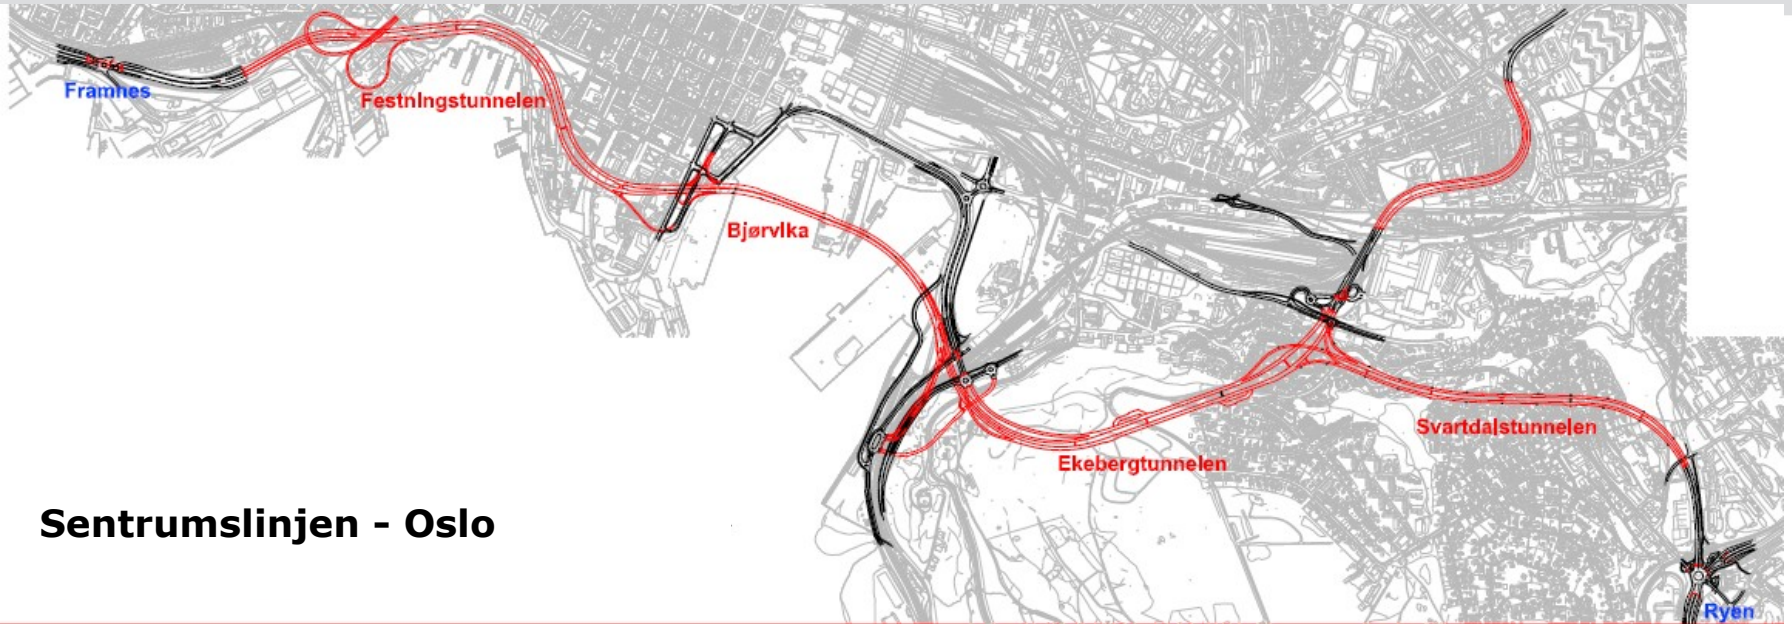 Framnes
Festningstunnelen
Bjørvika
Svartdalstunnelen
Ekebergtunnelen
Sentrumslinjen - Oslo
Ryen